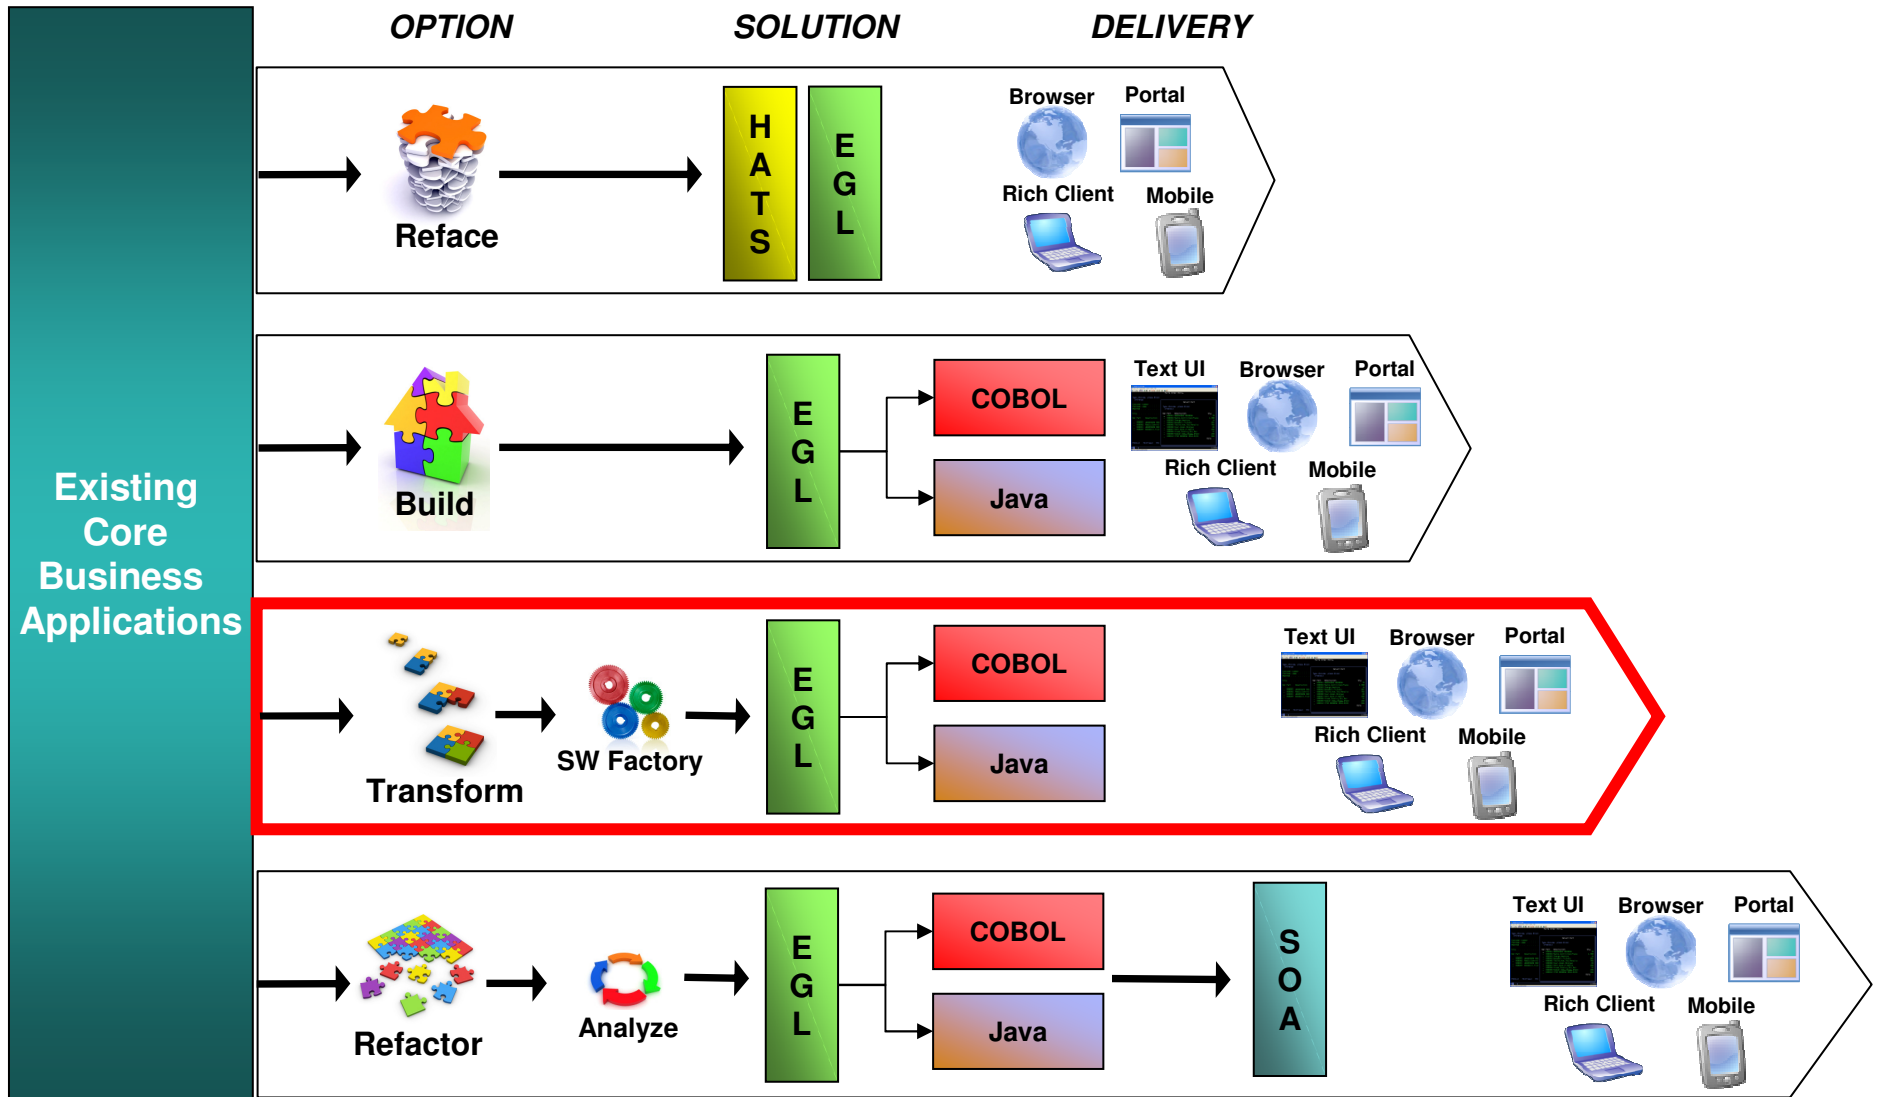 OPTION
SOLUTION
DELIVERY
Existing
Core
Business
Applications
Reface
H
A
T
S
E
G
L
Browser
Portal
Rich Client
Mobile
Build
E
G
L
COBOL
Java
Text UI
Browser
Portal
Rich Client
Mobile
Transform
SW Factory
E
G
L
COBOL
Java
Text UI
Browser
Portal
Rich Client
Mobile
Refactor
Analyze
E
G
L
COBOL
Java
S
O
A
Text UI
Browser
Portal
Rich Client
Mobile